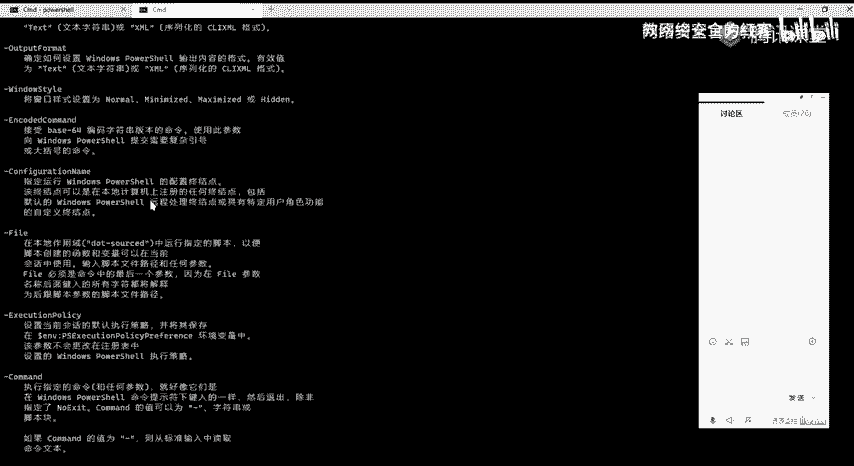 Cmd - powershell
Cmd
"Text" (文本字符串)或 "XML" (序列化的 CLIXML 格式)。
-OutputFormat
确定如何设置 Windows PowerShell 输出内容的格式。有效值
为 "Text" (文本字符串)或 "XML" (序列化的 CLIXML 格式)。
-WindowStyle
将窗口样式设置为 Normal、Minimized、Maximized 或 Hidden。
-EncodedCommand
接受 base-64 编码字符串版本的命令。使用此参数
向 Windows PowerShell 提交需要复杂引号
或大括号的命令。
-ConfigurationName
指定运行 Windows PowerShell 的配置终结点。
该终结点可以是在本地计算机上注册的任何终结点，包括
默认的 Windows PowerShell 远程处理终结点或具有特定用户角色功能
的自定义终结点。
-File
在本地作用域("dot-sourced")中运行指定的脚本，以便
脚本创建的函数和变量可以在当前
会话中使用。输入脚本文件路径和任何参数。
File 必须是命令中的最后一个参数，因为在 File 参数
名称后面键入的所有字符都将解释
为后跟脚本参数的脚本文件路径。
-ExecutionPolicy
设置当前会话的默认执行策略，并将其保存
在 $env:PSExecutionPolicyPreference 环境变量中。
该参数不会更改在注册表中
设置的 Windows PowerShell 执行策略。
-Command
执行指定的命令(和任何参数)，就好像它们是
在 Windows PowerShell 命令提示符下键入的一样，然后退出，除非
指定了 NoExit。Command 的值可以为 "-"、字符串或
脚本块。
如果 Command 的值为 "-"，则从标准输入中读取
命令文本。
教网络安全的红客
bilibili
腾讯课堂
讨论区
发送